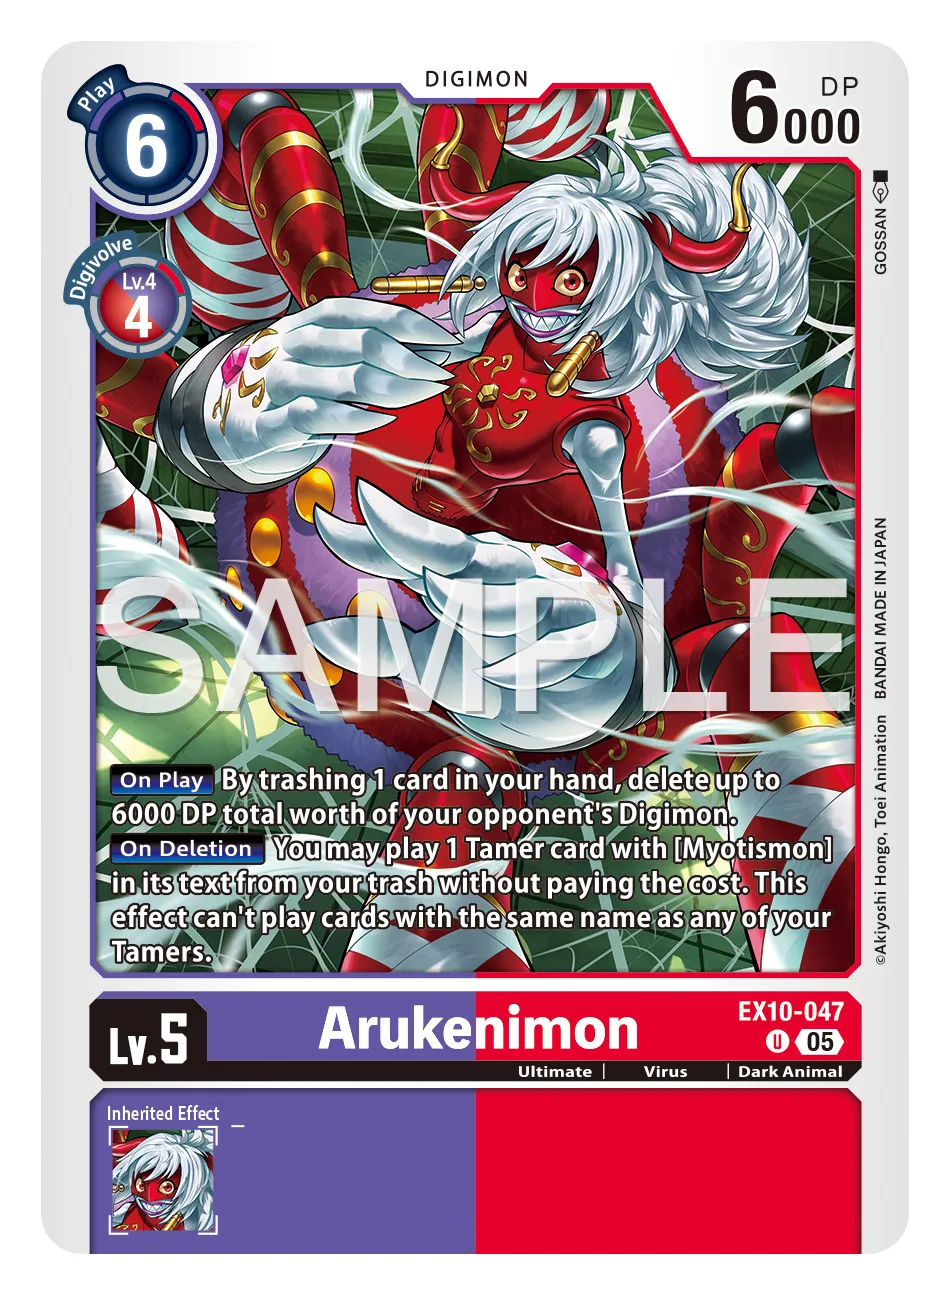 DIGIMON
Play
6
DP
6000
Digivolve
Lv.4
4
GOSSAN
SAMPLE
©Akiyoshi Hongo, Toei Animation BANDAI MADE IN JAPAN
On Play By trashing 1 card in your hand, delete up to
6000 DP total worth of your opponent's Digimon.
On Deletion You may play 1 Tamer card with [Myotismon]
in its text from your trash without paying the cost. This
effect can't play cards with the same name as any of your
Tamers.
Lv.5
Arukenimon
EX10-047
U 05
Ultimate | Virus | Dark Animal
Inherited Effect –